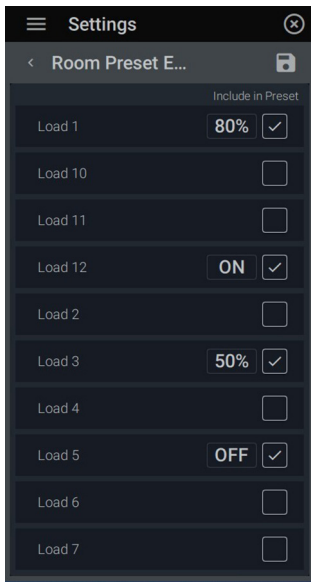 Settings
Room Preset E...
Include in Preset
Load 1 80%
Load 10
Load 11
Load 12 ON
Load 2
Load 3 50%
Load 4
Load 5 OFF
Load 6
Load 7